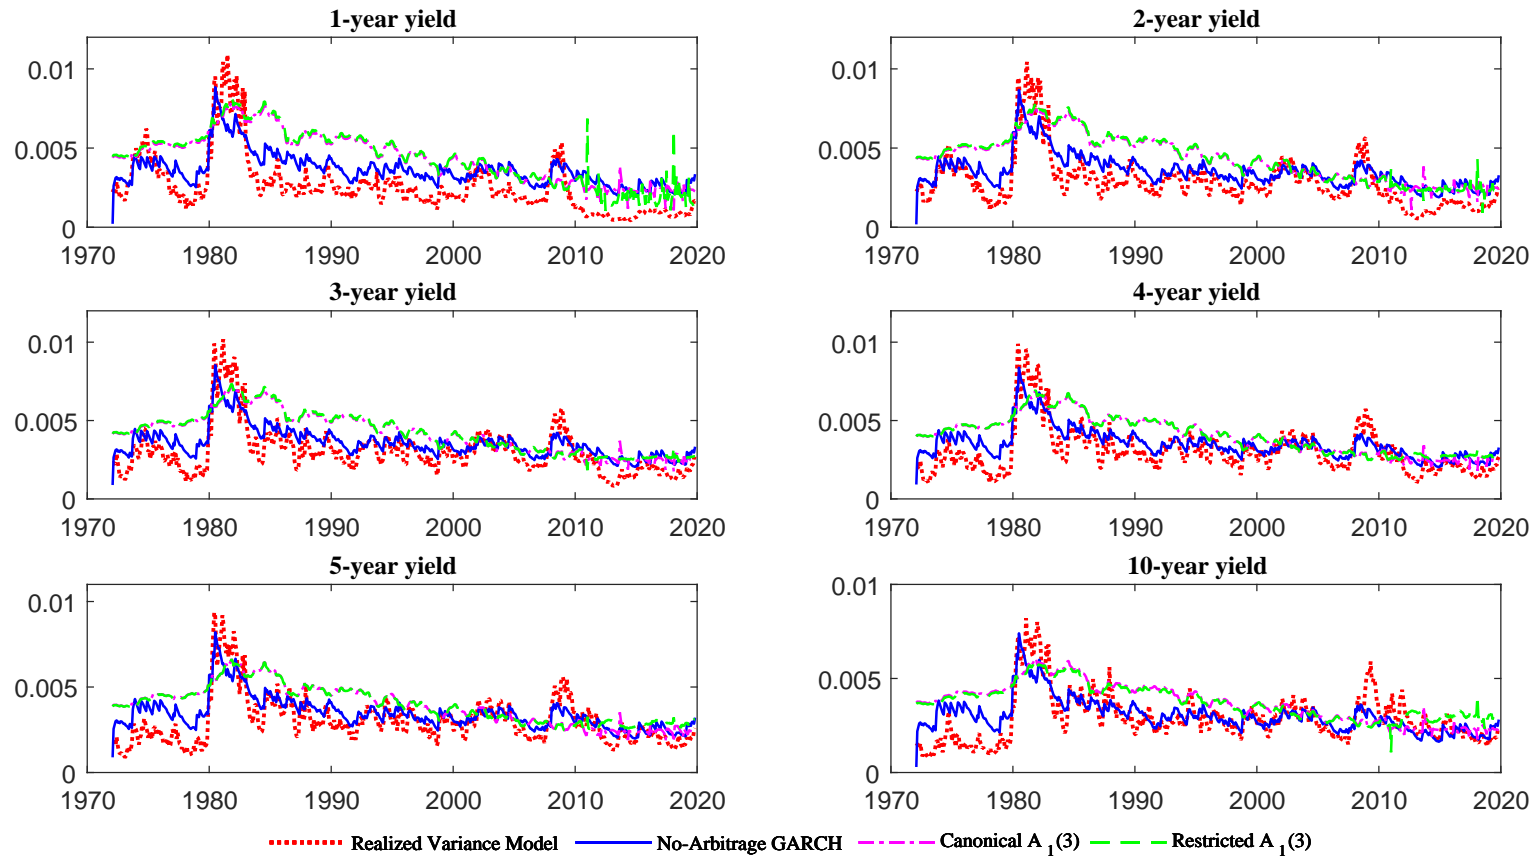 1-year yield
2-year yield
0.01
0.005
0
1970 1980 1990 2000 2010 2020
0.01
0.005
0
1970 1980 1990 2000 2010 2020
3-year yield
4-year yield
0.01
0.005
0
1970 1980 1990 2000 2010 2020
0.01
0.005
0
1970 1980 1990 2000 2010 2020
5-year yield
10-year yield
0.01
0.005
0
1970 1980 1990 2000 2010 2020
0.01
0.005
0
1970 1980 1990 2000 2010 2020
Realized Variance Model No-Arbitrage GARCH Canonical A 1(3) Restricted A 1(3)